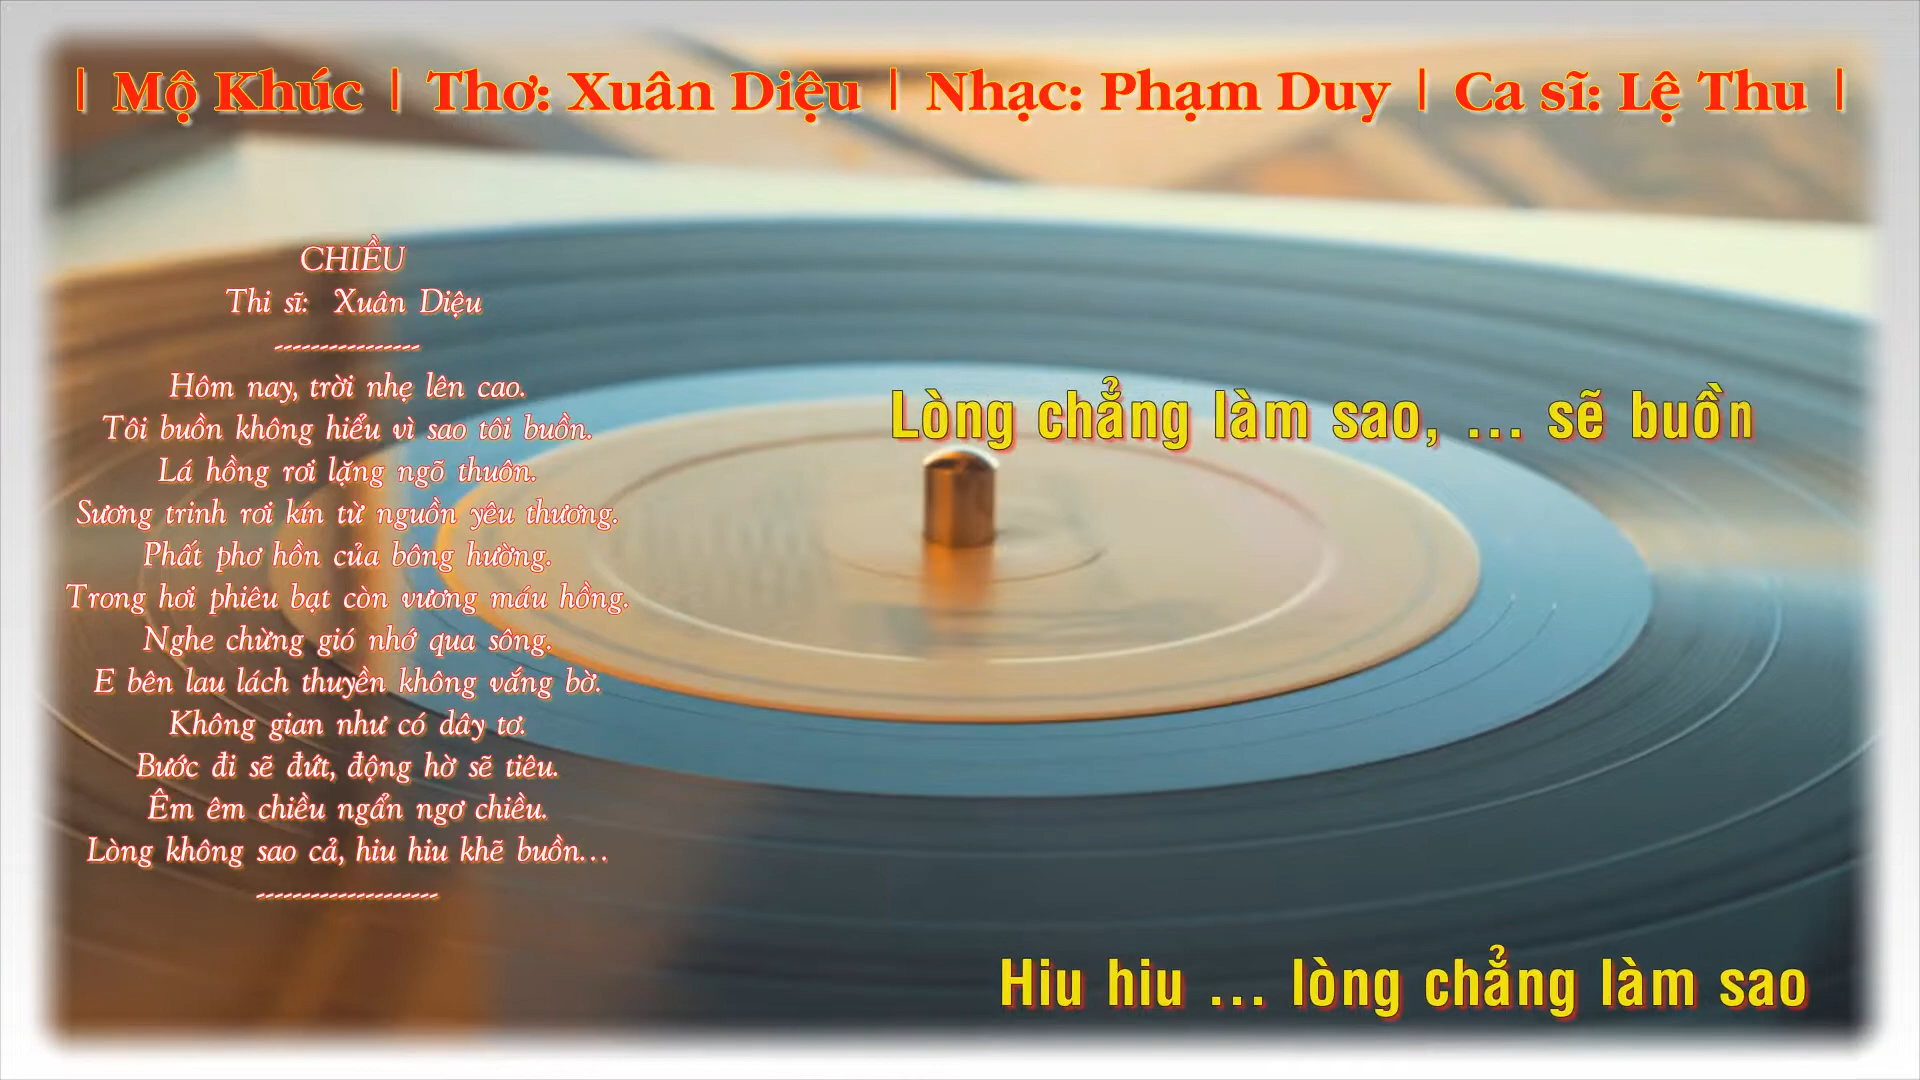 | Mộ Khúc | Thơ: Xuân Diệu | Nhạc: Phạm Duy | Ca sĩ: Lệ Thu |
CHIỀU
Thi sĩ: Xuân Diệu
----------------
Hôm nay, trời nhẹ lên cao.
Tôi buồn không hiểu vì sao tôi buồn.
Lá hồng rơi lặng ngõ thuôn.
Sương trinh rơi kín từ nguồn yêu thương.
Phất phơ hồn của bông hường.
Trong hơi phiêu bạt còn vương máu hồng.
Nghe chừng gió nhớ qua sông.
E bên lau lách thuyền không vắng bờ.
Không gian như có dây tơ.
Bước đi sẽ đứt, động hờ sẽ tiêu.
Êm êm chiều ngẩn ngơ chiều.
Lòng không sao cả, hiu hiu khẽ buồn...
--------------------
Lòng chẳng làm sao, ... sẽ buồn
Hiu hiu ... lòng chẳng làm sao